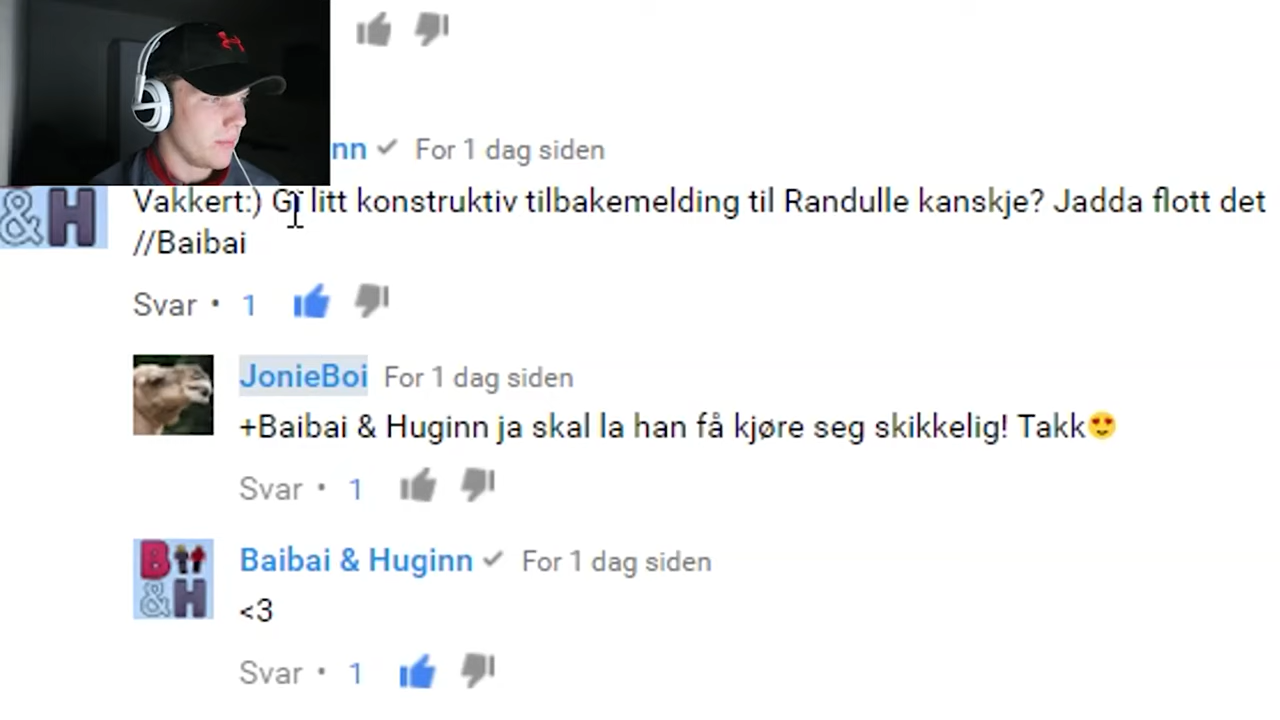 nn ✓ For 1 dag siden
Vakkert:) Gi litt konstruktiv tilbakemelding til Randulle kanskje? Jadda flott det
//Baibai
&H
Svar • 1
JonieBoi For 1 dag siden
+Baibai & Huginn ja skal la han få kjøre seg skikkelig! Takk😍
Svar • 1
Baibai & Huginn ✓ For 1 dag siden
B
&H
<3
Svar • 1